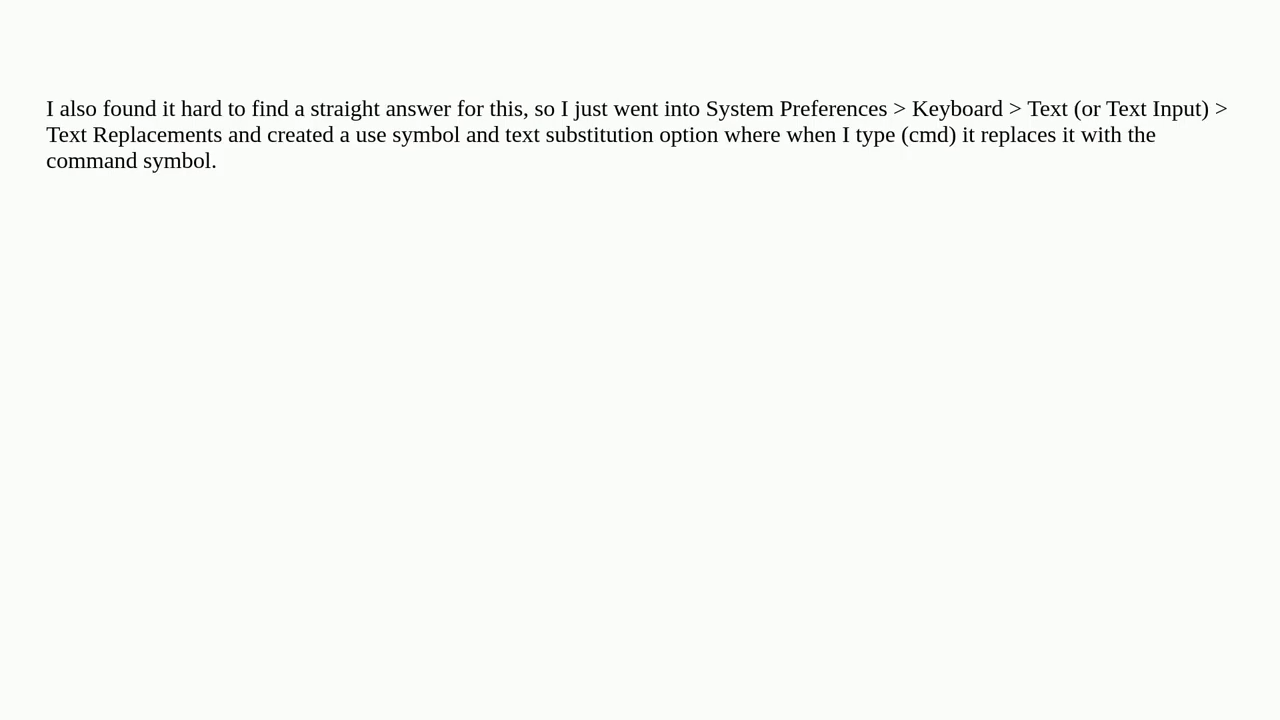 I also found it hard to find a straight answer for this, so I just went into System Preferences > Keyboard > Text (or Text Input) >
Text Replacements and created a use symbol and text substitution option where when I type (cmd) it replaces it with the
command symbol.